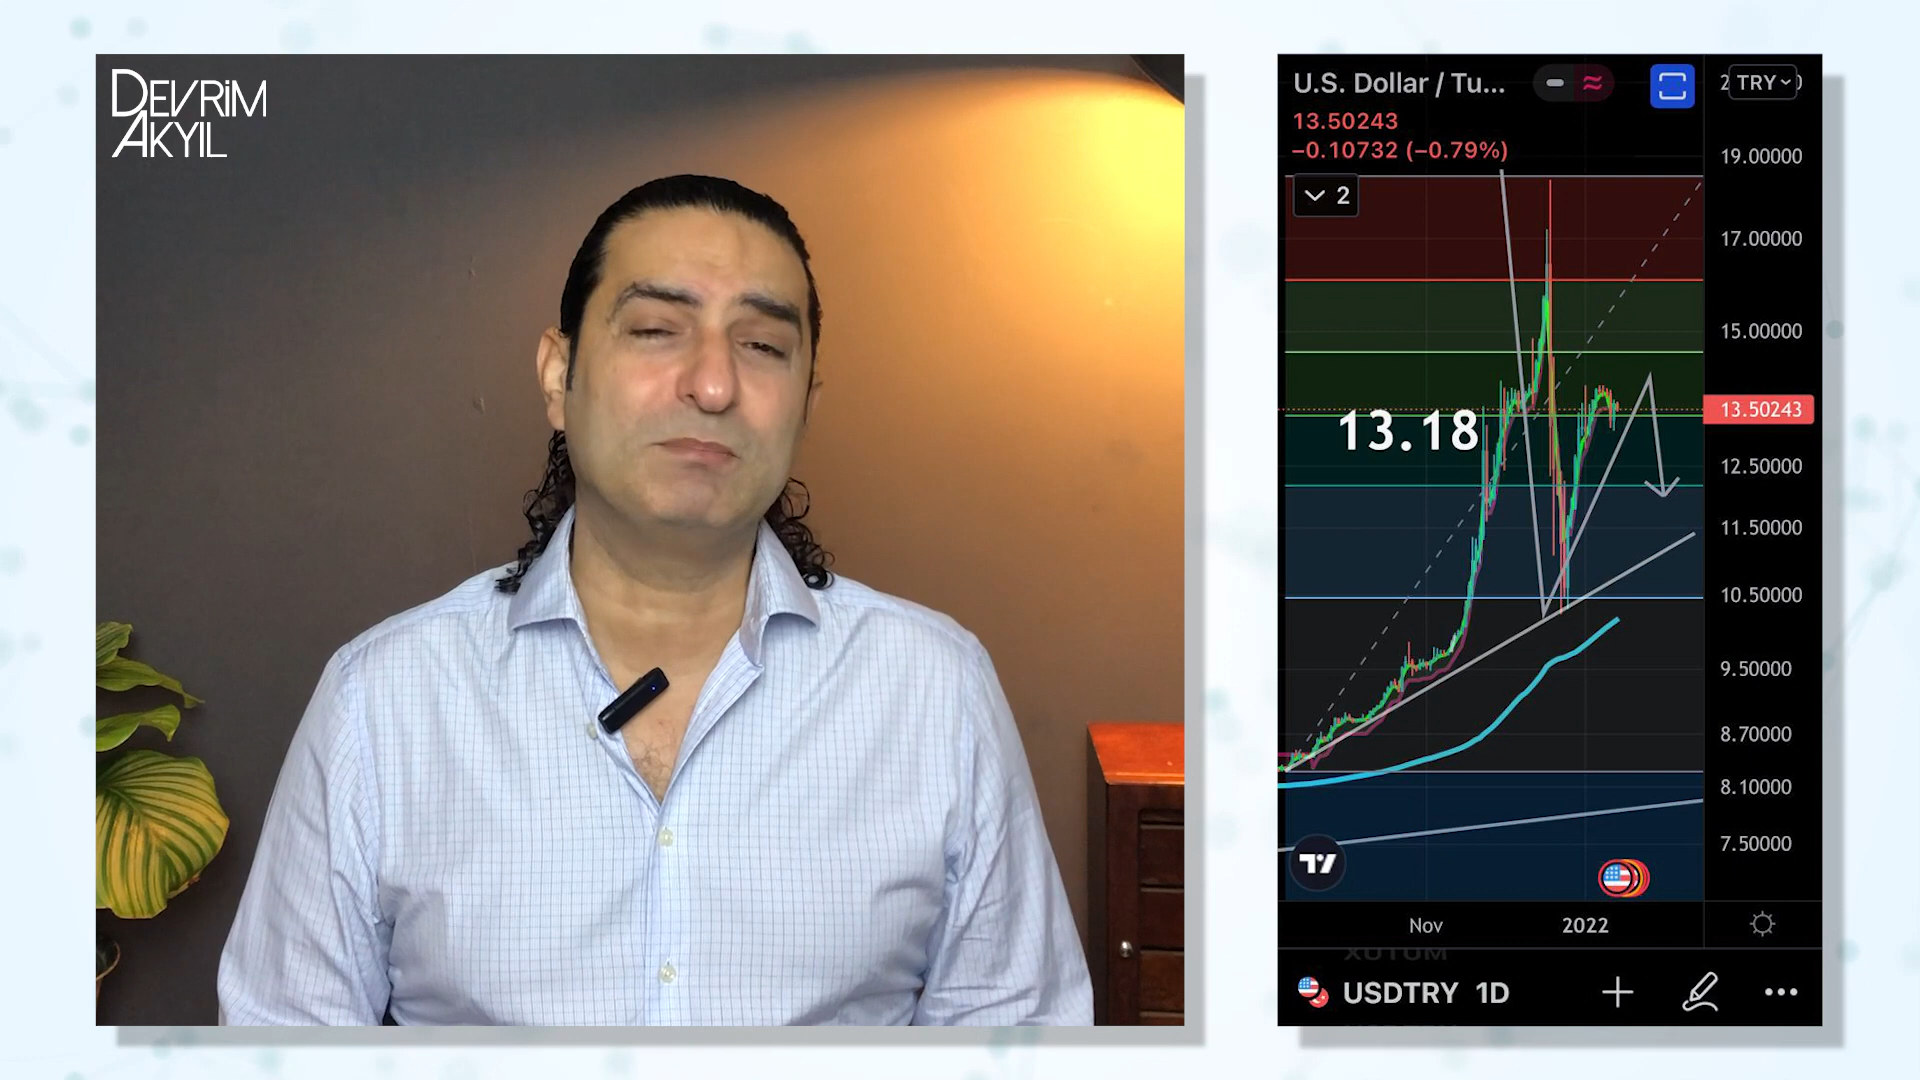 DEVRiM
AKYIL
U.S. Dollar / Tu...
TRY
13.50243
−0.10732 (−0.79%)
2
19.00000
17.00000
15.00000
13.50243
13.18
12.50000
11.50000
10.50000
9.50000
8.70000
8.10000
7.50000
Nov
2022
USDTRY 1D